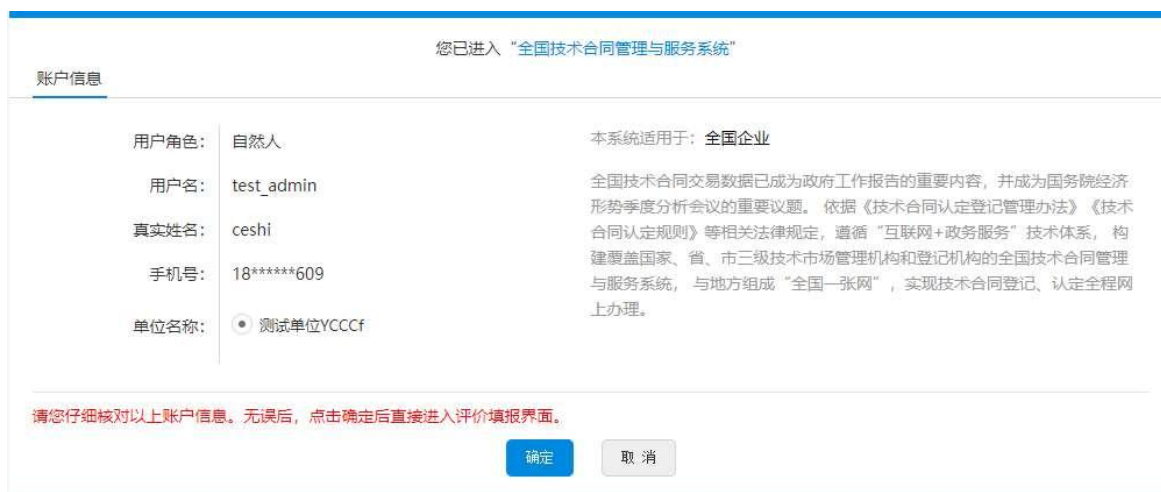 您已进入“全国技术合同管理与服务系统”
账户信息
用户角色： 自然人
用户名： test_admin
真实姓名： ceshi
手机号： 18******609
单位名称： 测试单位YCCCf
本系统适用于：全国企业
全国技术合同交易数据已成为政府工作报告的重要内容，并成为国务院经济
形势季度分析会议的重要议题。 依据《技术合同认定登记管理办法》《技术
合同认定规则》等相关法律规定，遵循“互联网+政务服务”技术体系， 构
建覆盖国家、省、市三级技术市场管理机构和登记机构的全国技术合同管理
与服务系统， 与地方组成“全国一张网”，实现技术合同登记、认定全程网
上办理。
请您仔细核对以上账户信息。无误后，点击确定后直接进入评价填报界面。
确定 取 消